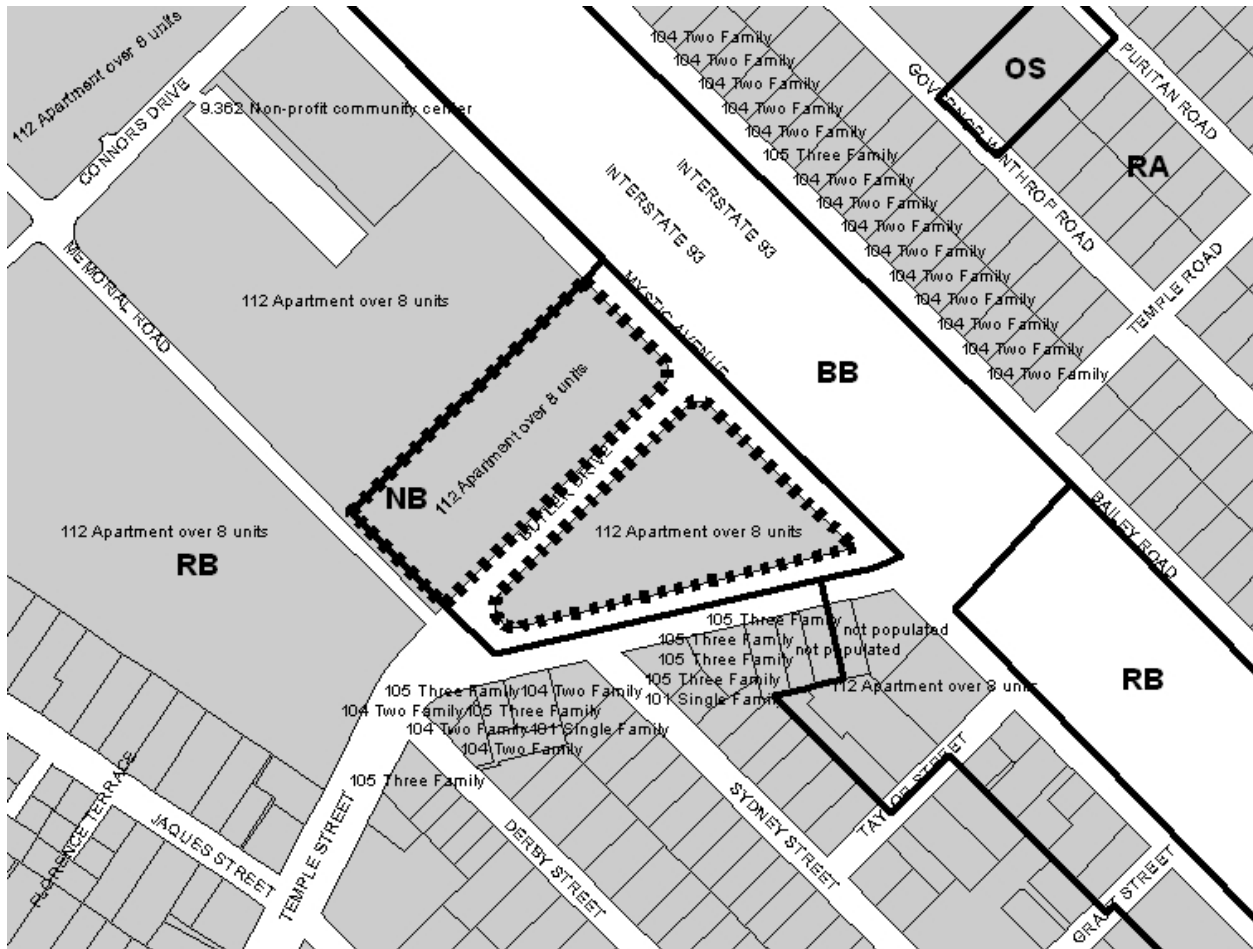 112 Apartment over 8 units
CONNORS DRIVE
9.362 Non-profit community center
104 Two Family
104 Two Family
104 Two Family
104 Two Family
104 Two Family
105 Three Family
104 Two Family
104 Two Family
104 Two Family
104 Two Family
104 Two Family
104 Two Family
104 Two Family
104 Two Family
104 Two Family
OS
PURITAN ROAD
GOVERNOR WINTHROP ROAD
RA
TEMPLE ROAD
INTERSTATE 93
INTERSTATE 93
MEMORIAL ROAD
112 Apartment over 8 units
MYSTIC AVENUE
BB
112 Apartment over 8 units
NB
BUTLER DRIVE
112 Apartment over 8 units
112 Apartment over 8 units
RB
BAILEY ROAD
105 Three Family
105 Three Family
105 Three Family
105 Three Family
101 Single Family
not populated
not populated
112 Apartment over 8 units
RB
105 Three Family
104 Two Family
104 Two Family
105 Three Family
104 Two Family
101 Single Family
104 Two Family
105 Three Family
FLORENCE TERRACE
JAQUES STREET
TEMPLE STREET
DERBY STREET
SYDNEY STREET
TAYLOR STREET
GRANT STREET